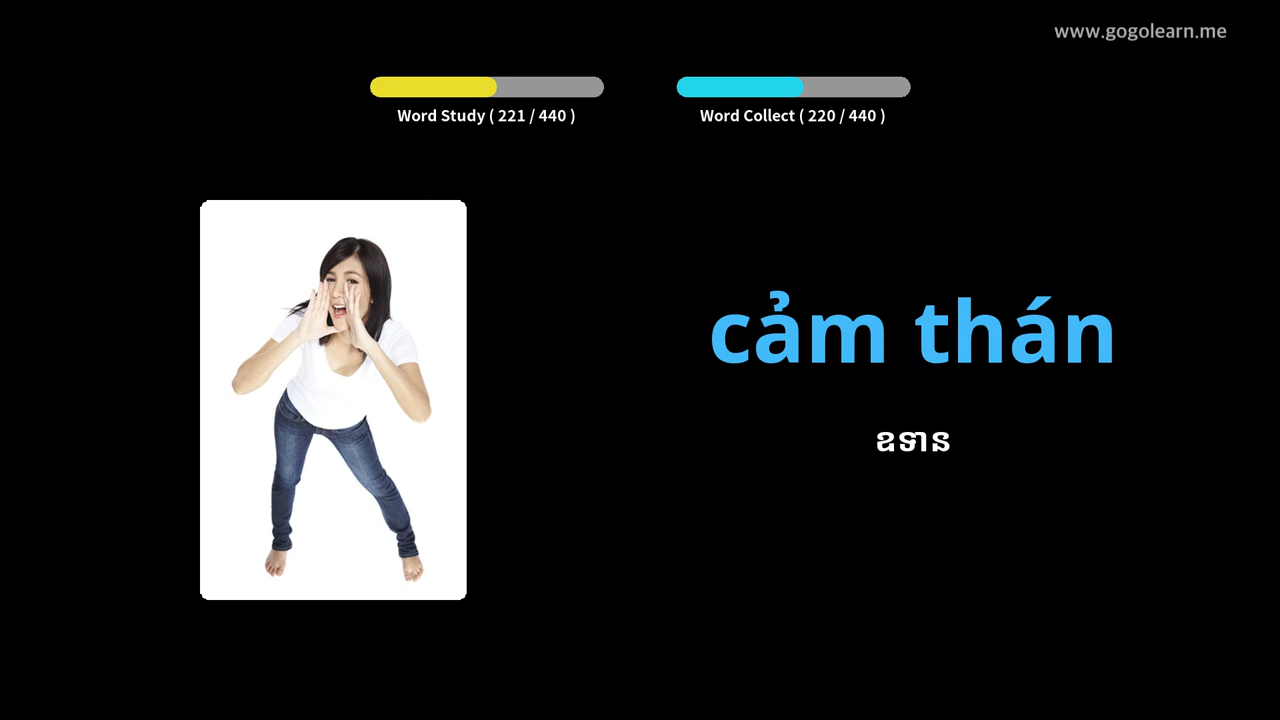 www.gogolearn.me
Word Study ( 221 / 440 )
Word Collect ( 220 / 440 )
cảm thán
ឧទាន